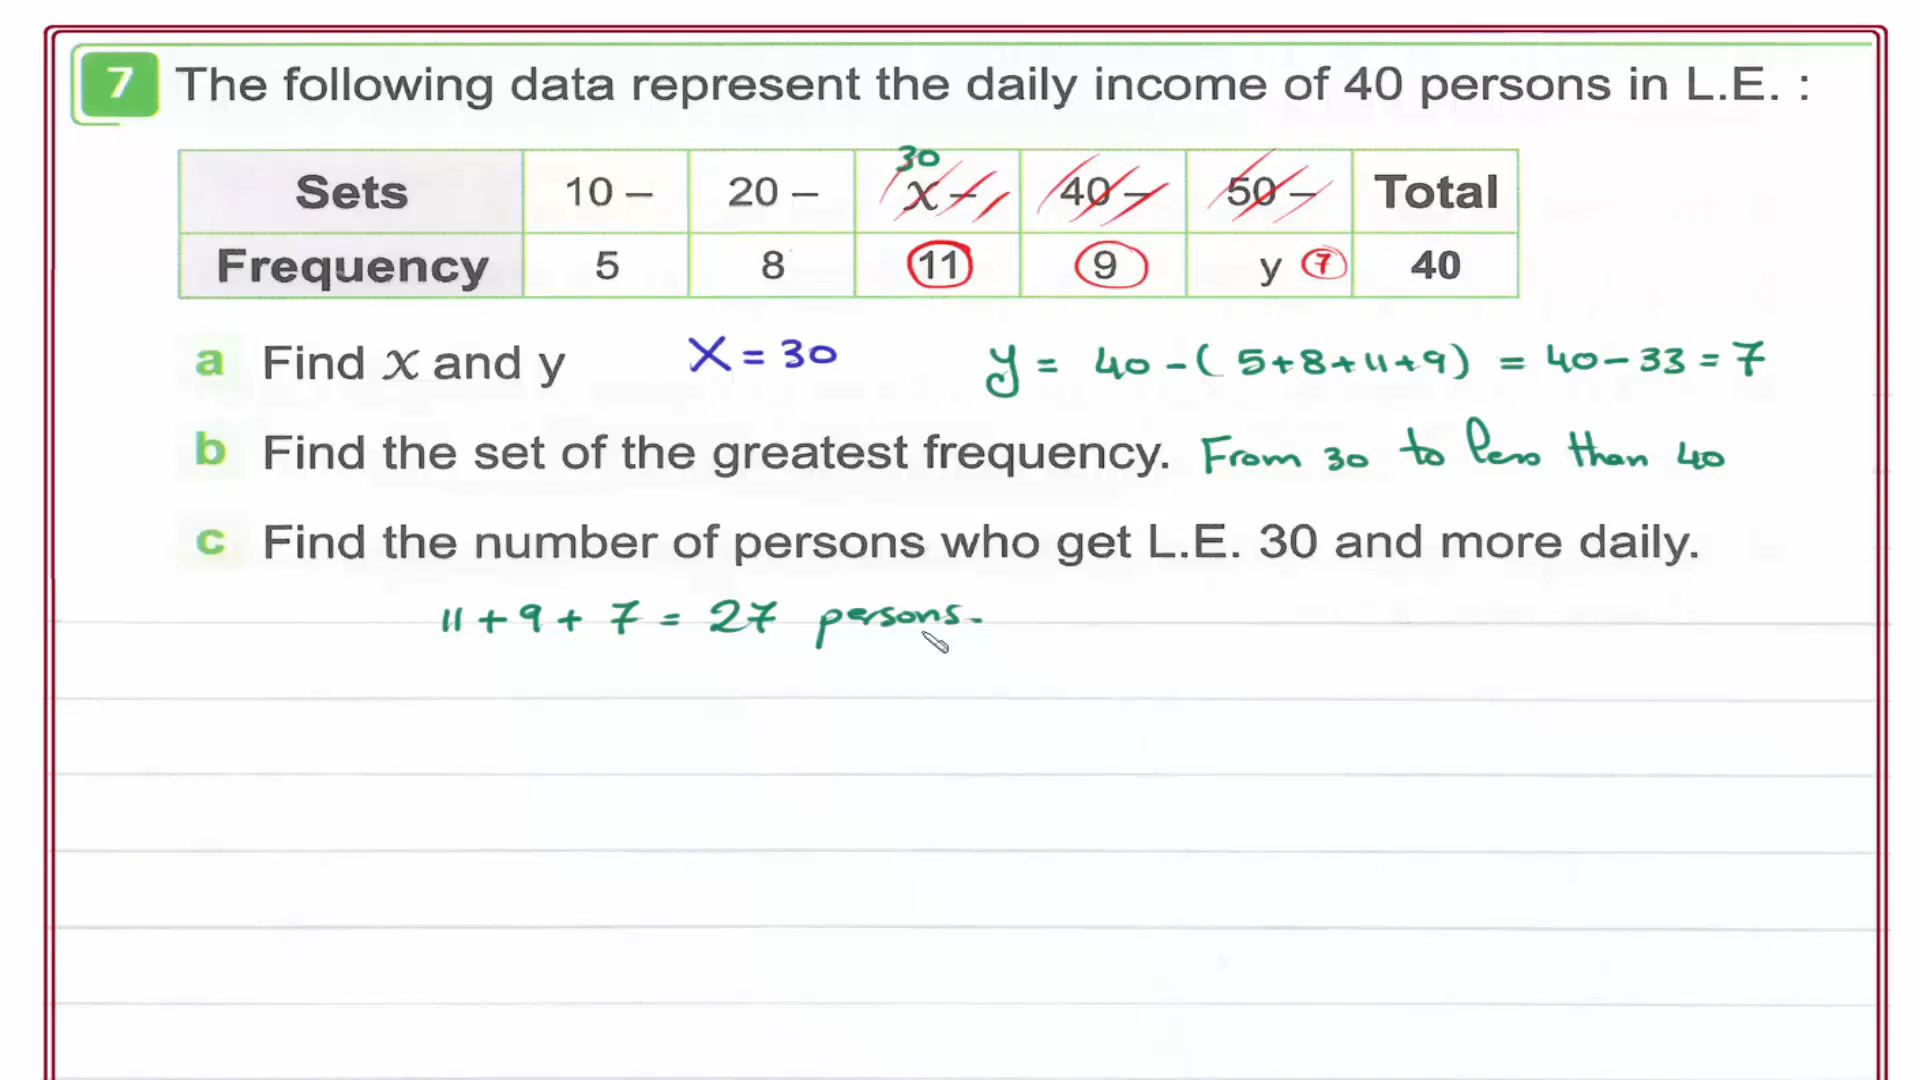 7 The following data represent the daily income of 40 persons in L.E. :
30
Sets 10 – 20 – x – 40 – 50 – Total
Frequency 5 8 11 9 y 7 40
a Find x and y X = 30 y = 40 - ( 5+8+11+9) = 40-33 = 7
b Find the set of the greatest frequency. From 30 to less than 40
c Find the number of persons who get L.E. 30 and more daily.
11 + 9 + 7 = 27 persons.